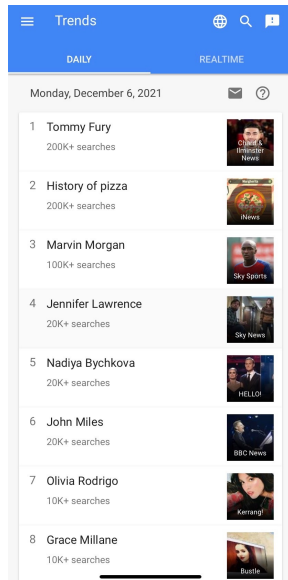 Trends
DAILY
REALTIME
Monday, December 6, 2021
1
Tommy Fury
200K+ searches
Chard &
Ilminster
News
2
History of pizza
200K+ searches
iNews
3
Marvin Morgan
100K+ searches
Sky Sports
4
Jennifer Lawrence
20K+ searches
Sky News
5
Nadiya Bychkova
20K+ searches
HELLO!
6
John Miles
20K+ searches
BBC News
7
Olivia Rodrigo
10K+ searches
Kerrang!
8
Grace Millane
10K+ searches
Bustle